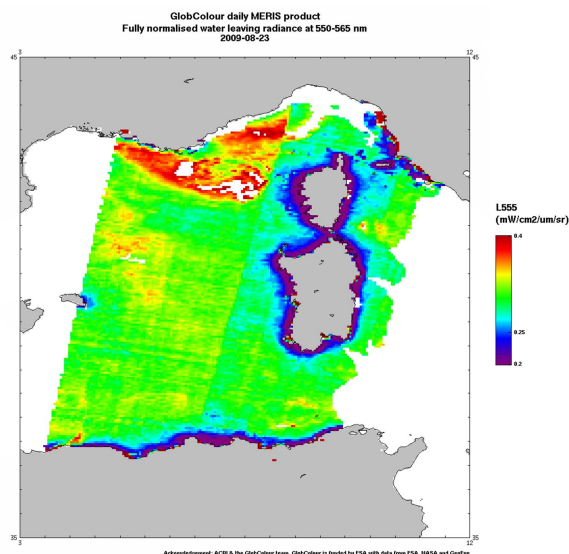 GlobColour daily MERIS product
Fully normalised water leaving radiance at 550-565 nm
2009-08-23
3 12
45 45
L555
(mW/cm2/um/sr)
0.4
0.25
0.2
35 35
3 12
Acknowledgement: ACRI & the GlobColour team. GlobColour is funded by ESA with data from ESA, NASA and GeoEye